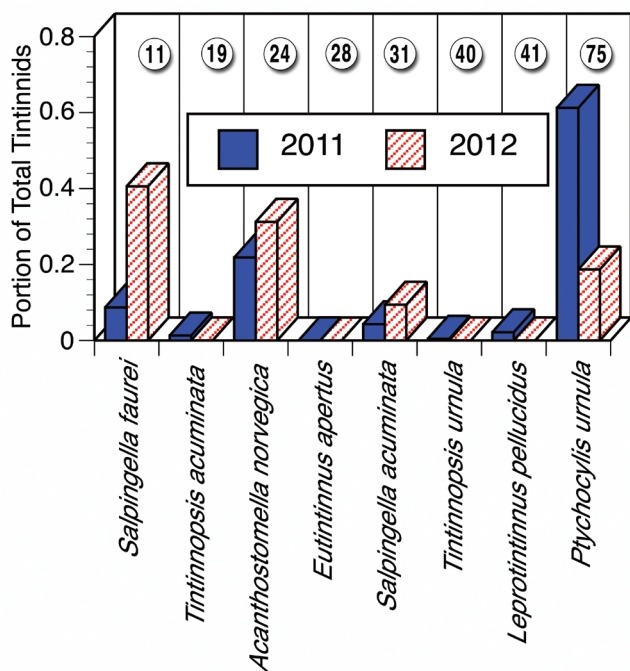 Portion of Total Tintinnids
0.8
0.6
0.4
0.2
0
11 19 24 28 31 40 41 75
2011 2012
Salpingella faurei
Tintinnopsis acuminata
Acanthostomella norvegica
Eutintinnus apertus
Salpingella acuminata
Tintinnopsis urnula
Leprotintinnus pellucidus
Ptychocylis urnula